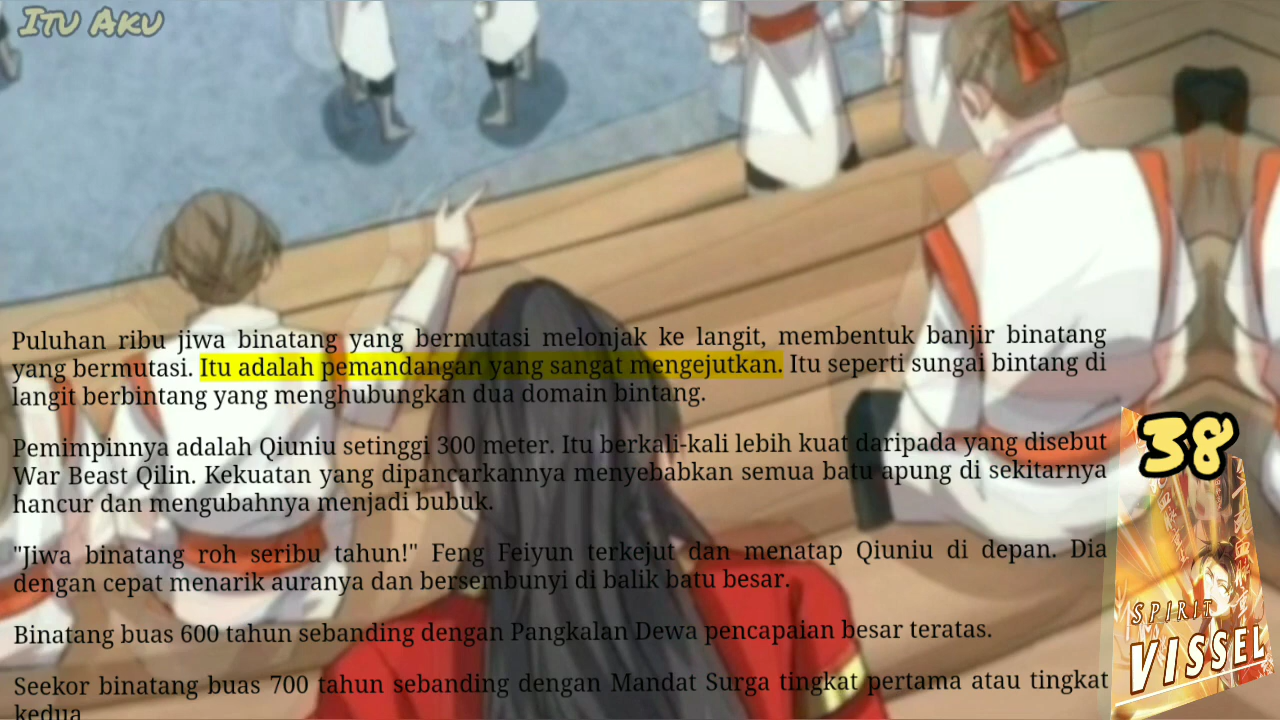 Itu Aku
Puluhan ribu jiwa binatang yang bermutasi melonjak ke langit, membentuk banjir binatang
yang bermutasi. Itu adalah pemandangan yang sangat mengejutkan. Itu seperti sungai bintang di
langit berbintang yang menghubungkan dua domain bintang.
Pemimpinnya adalah Qiuniu setinggi 300 meter. Itu berkali-kali lebih kuat daripada yang disebut
War Beast Qilin. Kekuatan yang dipancarkannya menyebabkan semua batu apung di sekitarnya
hancur dan mengubahnya menjadi bubuk.
"Jiwa binatang roh seribu tahun!" Feng Feiyun terkejut dan menatap Qiuniu di depan. Dia
dengan cepat menarik auranya dan bersembunyi di balik batu besar.
Binatang buas 600 tahun sebanding dengan Pangkalan Dewa pencapaian besar teratas.
Seekor binatang buas 700 tahun sebanding dengan Mandat Surga tingkat pertama atau tingkat
kedua
38
SPIRIT
VISSEL